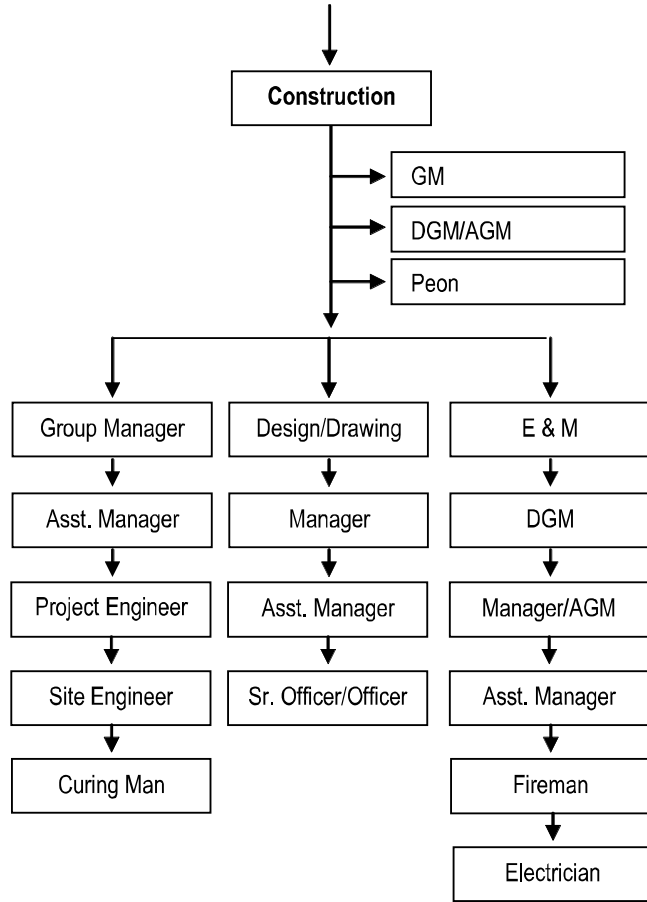 Construction
GM
DGM/AGM
Peon
Group Manager
Asst. Manager
Project Engineer
Site Engineer
Curing Man
Design/Drawing
Manager
Asst. Manager
Sr. Officer/Officer
E & M
DGM
Manager/AGM
Asst. Manager
Fireman
Electrician